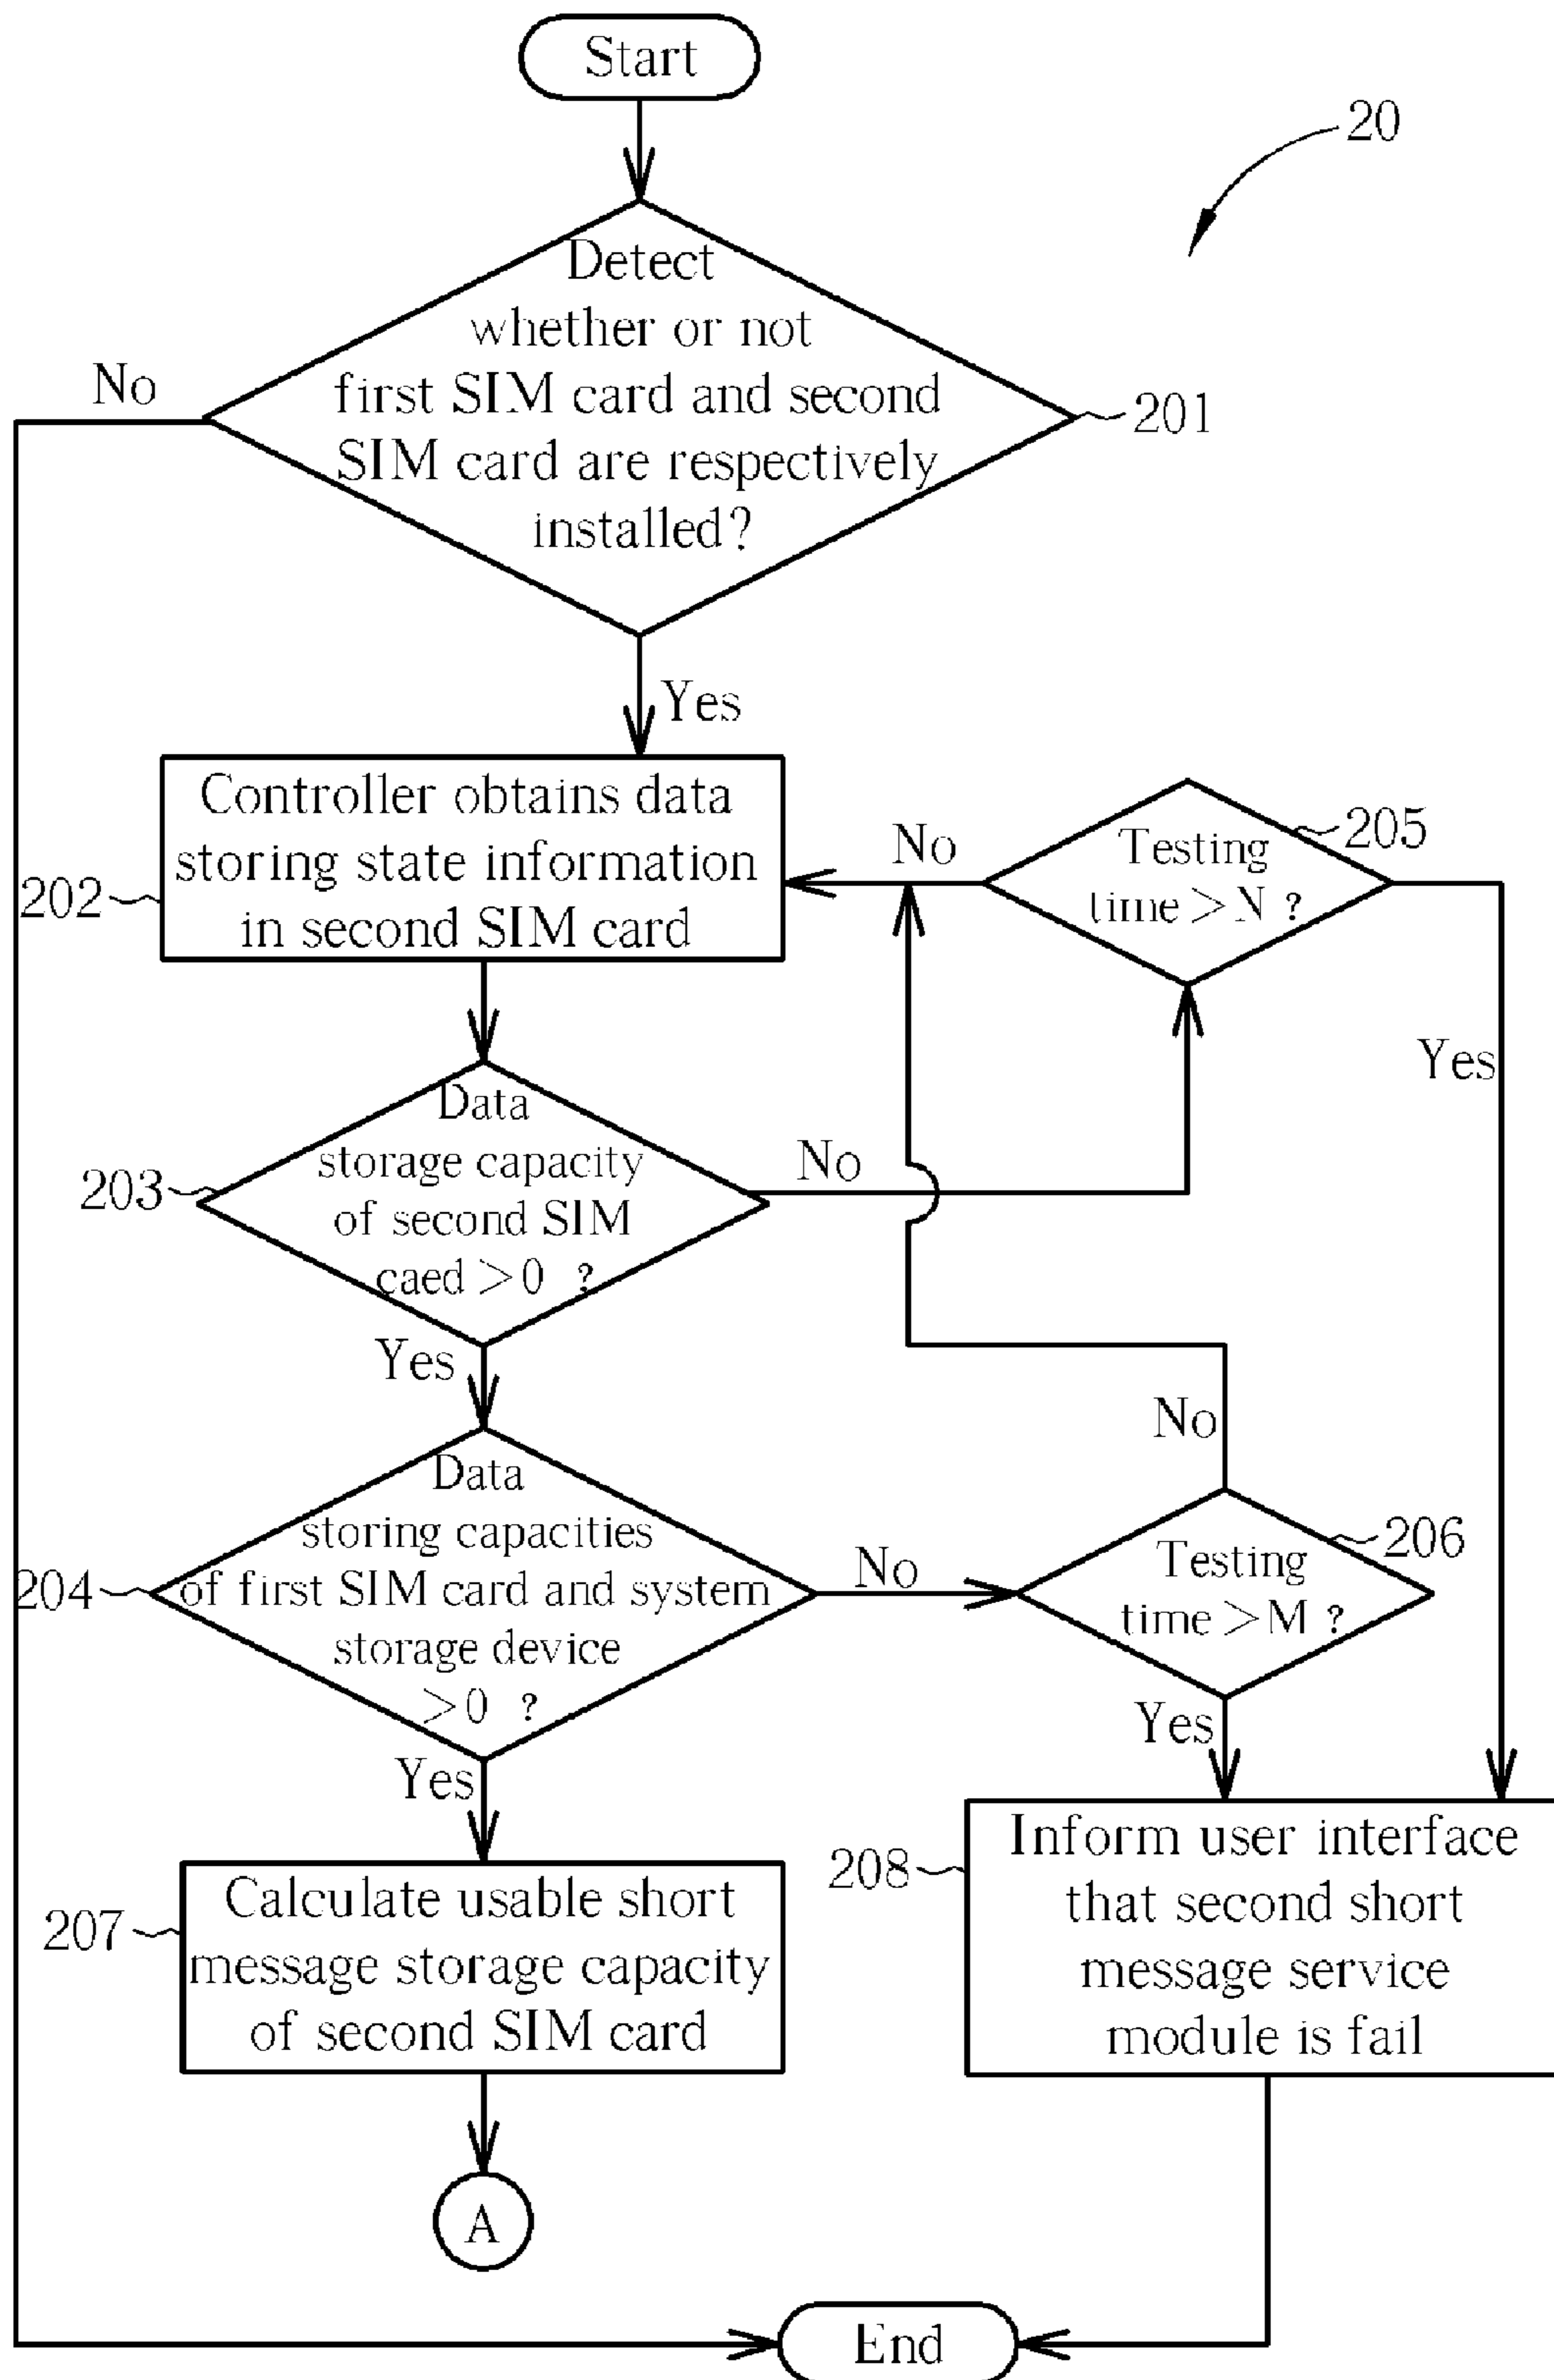 Start
20
Detect
whether or not
first SIM card and second
SIM card are respectively
installed?
No
201
Yes
Controller obtains data
storing state information
in second SIM card
202
No
Testing
time >N ?
205
Yes
Data
storage capacity
of second SIM
caed >0 ?
203
No
Yes
Data
storing capacities
of first SIM card and system
storage device
>0 ?
204
No
No
Testing
time >M ?
206
Yes
Yes
Calculate usable short
message storage capacity
of second SIM card
207
Inform user interface
that second short
message service
module is fail
208
A
End